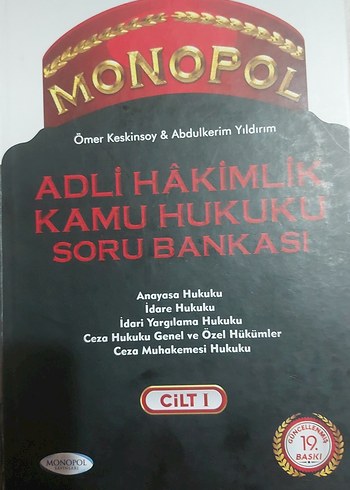 MONOPOL
Ömer Keskinsoy & Abdulkerim Yıldırım
ADLİ HÂKİMLİK
KAMU HUKUKU
SORU BANKASI
Anayasa Hukuku
İdare Hukuku
İdari Yargılama Hukuku
Ceza Hukuku Genel ve Özel Hükümler
Ceza Muhakemesi Hukuku
CİLT I
MONOPOL
YAYINLARI
GÜNCELLENMİŞ
19.
BASKI